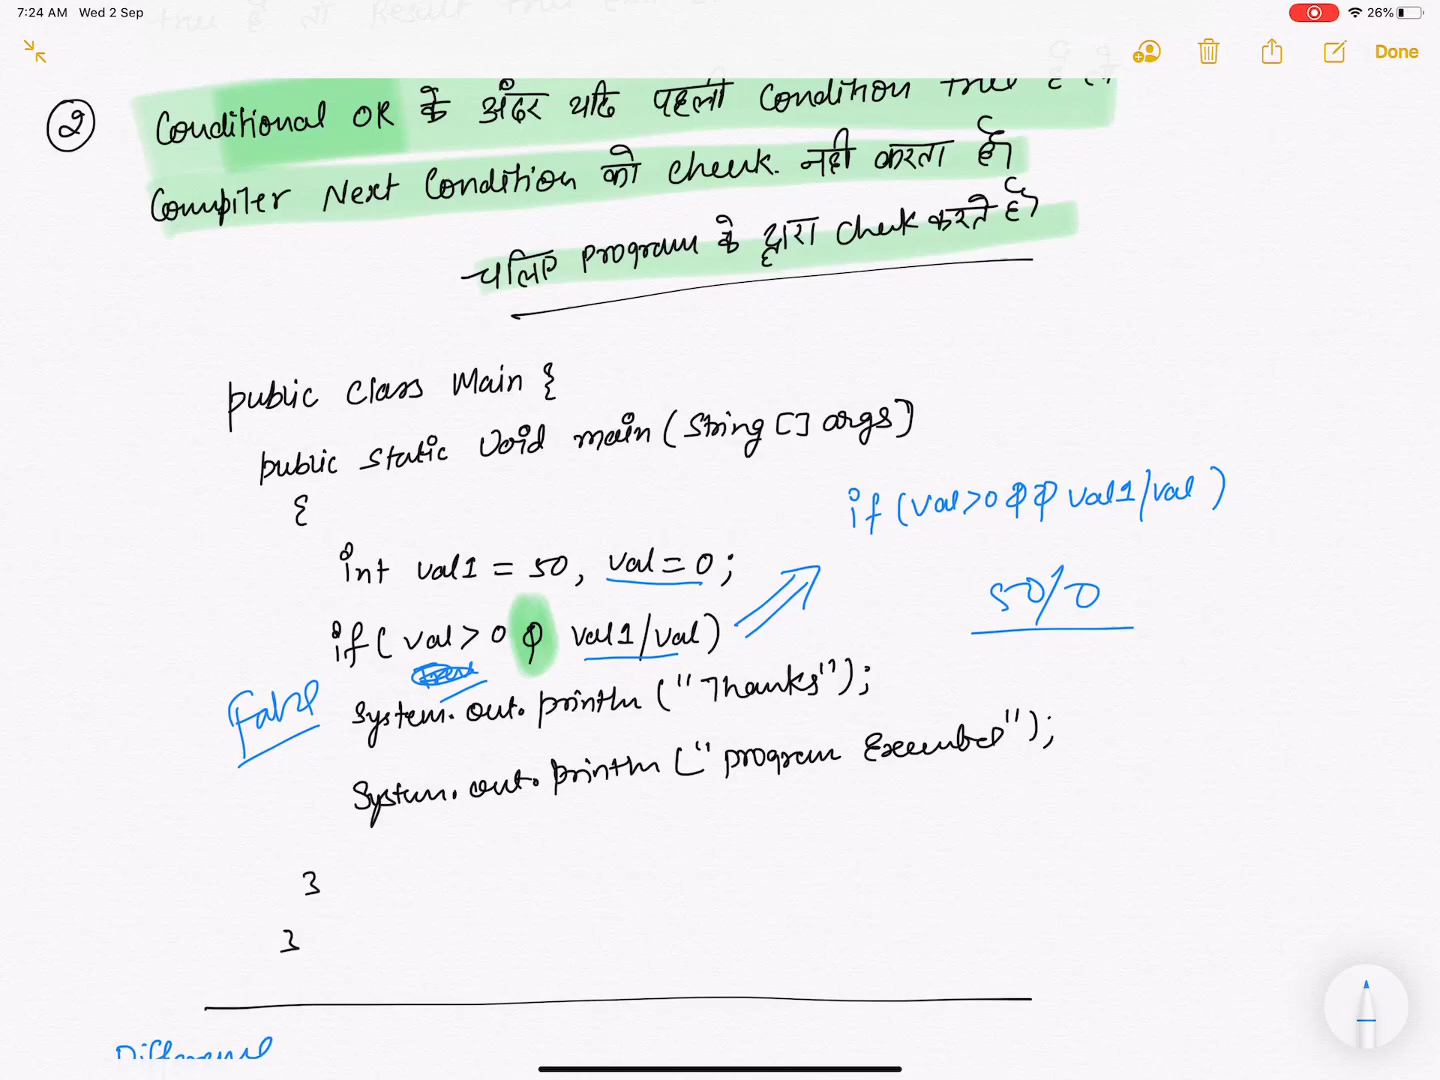 7:24 AM Wed 2 Sep
26%
Done
② Conditional OR के अंदर यदि पहली Condition true है तो
Compiler Next Condition को check नही करता है।
चलिए program के द्वारा check करते है।
public class Main {
public static void main (String [] args)
{
int val1 = 50, val = 0;
if ( val > 0 & val1/val )
if (val>0 && val1/val )
50/0
False
System.out.println ("Thanks");
System.out.println ("program Executed");
}
}